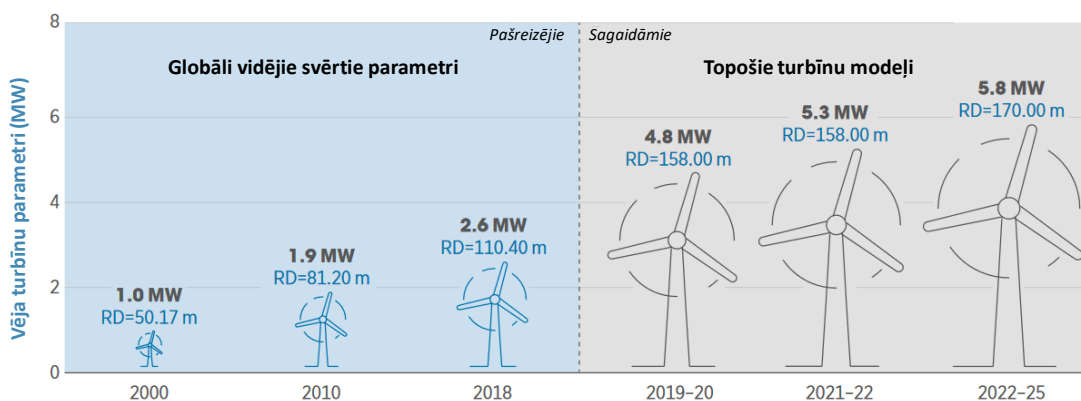 Vēja turbīnu parametri (MW)
8
6
4
2
0
Pašreizējie
Sagaidāmie
Globāli vidējie svērtie parametri
Topošie turbīnu modeļi
1.0 MW
RD=50.17 m
1.9 MW
RD=81.20 m
2.6 MW
RD=110.40 m
4.8 MW
RD=158.00 m
5.3 MW
RD=158.00 m
5.8 MW
RD=170.00 m
2000
2010
2018
2019–20
2021–22
2022–25